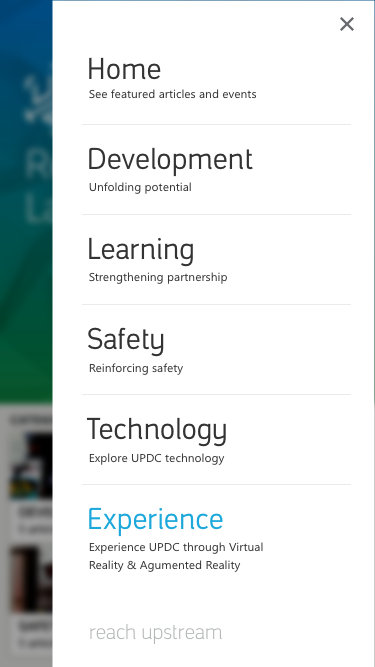 Home
See featured articles and events
Development
Unfolding potential
Learning
Strengthening partnership
Safety
Reinforcing safety
Technology
Explore UPDC technology
Experience
Experience UPDC through Virtual
Reality & Agumented Reality
reach upstream